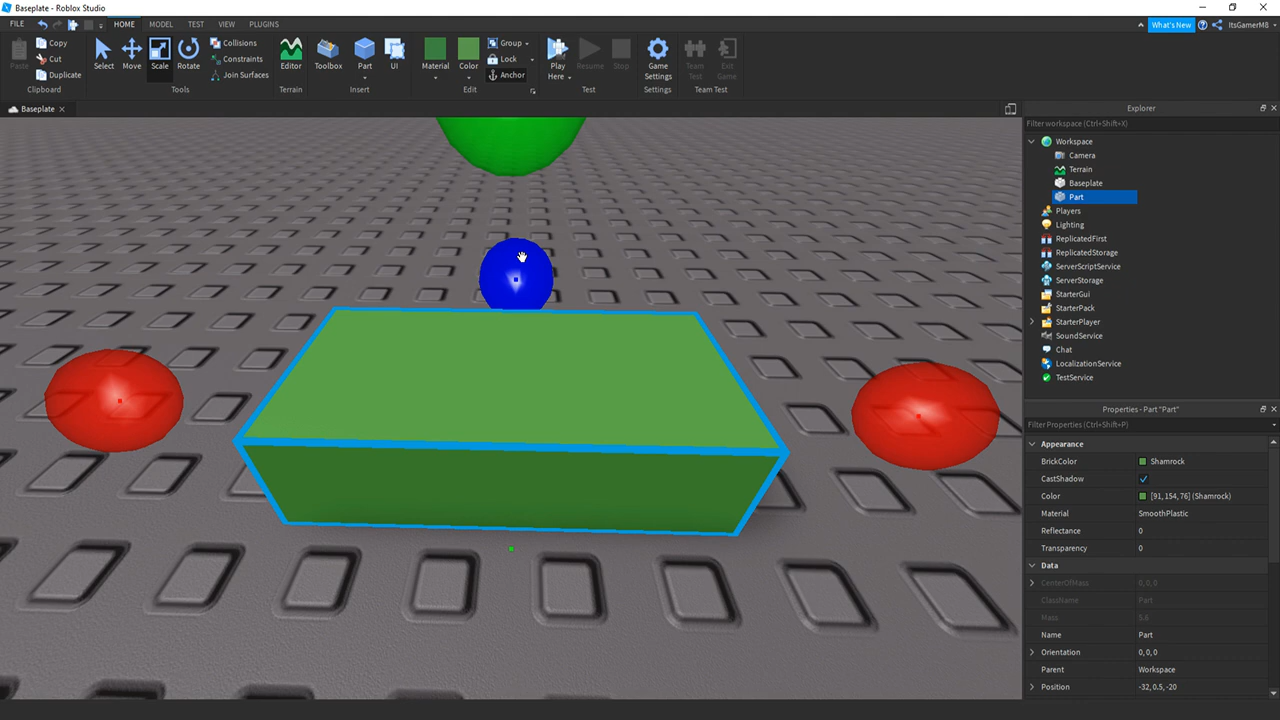 Baseplate - Roblox Studio
FILE HOME MODEL TEST VIEW PLUGINS What's New ItsGamerM8
Paste Copy Cut Duplicate Clipboard
Select Move Scale Rotate Collisions Constraints Join Surfaces Tools
Editor Terrain
Toolbox Part UI Insert
Material Color Group Lock Anchor Edit
Play Here Resume Stop Test
Game Settings Settings
Team Test Exit Game Team Test
Baseplate
Explorer
Filter workspace (Ctrl+Shift+X)
Workspace
Camera
Terrain
Baseplate
Part
Players
Lighting
ReplicatedFirst
ReplicatedStorage
ServerScriptService
ServerStorage
StarterGui
StarterPack
StarterPlayer
SoundService
Chat
LocalizationService
TestService
Properties - Part "Part"
Filter Properties (Ctrl+Shift+P)
Appearance
BrickColor Shamrock
CastShadow
Color [91, 154, 76] (Shamrock)
Material SmoothPlastic
Reflectance 0
Transparency 0
Data
CenterOfMass 0, 0, 0
ClassName Part
Mass 5.6
Name Part
Orientation 0, 0, 0
Parent Workspace
Position -32, 0.5, -20